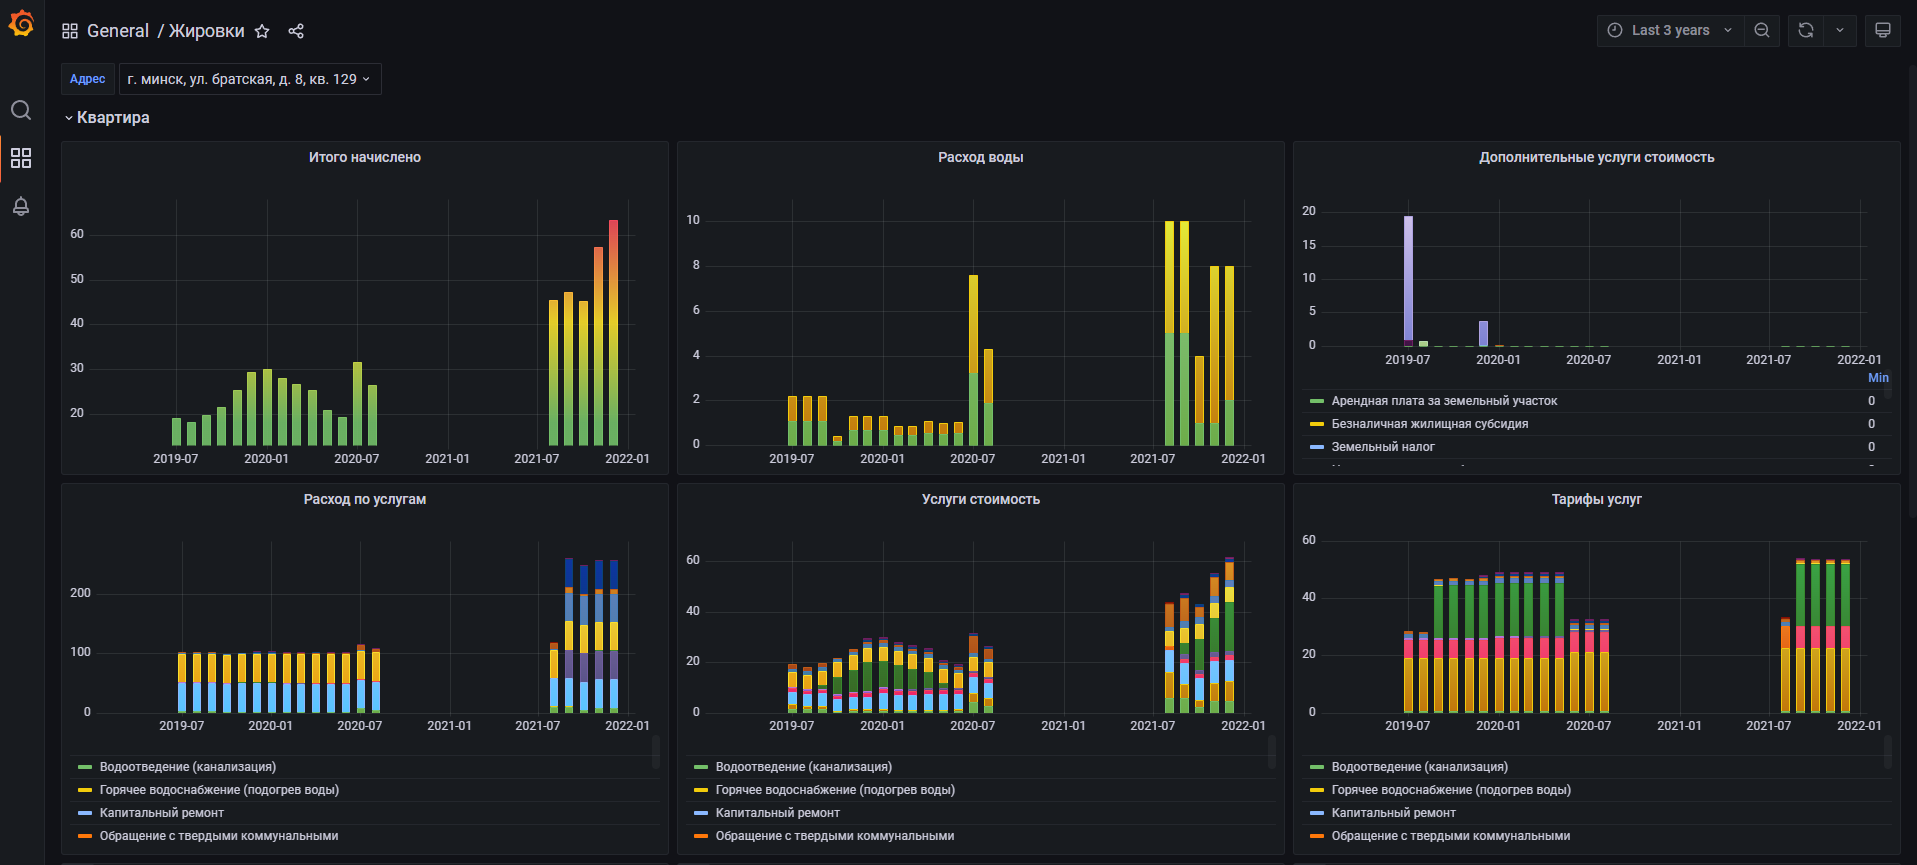 General / Жировки
Last 3 years
Адрес
г. минск, ул. братская, д. 8, кв. 129
Квартира
Итого начислено
60
50
40
30
20
2019-07 2020-01 2020-07 2021-01 2021-07 2022-01
Расход воды
10
8
6
4
2
0
2019-07 2020-01 2020-07 2021-01 2021-07 2022-01
Дополнительные услуги стоимость
20
15
10
5
0
2019-07 2020-01 2020-07 2021-01 2021-07 2022-01
Min
Арендная плата за земельный участок 0
Безналичная жилищная субсидия 0
Земельный налог 0
Расход по услугам
200
100
0
2019-07 2020-01 2020-07 2021-01 2021-07 2022-01
Водоотведение (канализация)
Горячее водоснабжение (подогрев воды)
Капитальный ремонт
Обращение с твердыми коммунальными
Услуги стоимость
60
40
20
0
2019-07 2020-01 2020-07 2021-01 2021-07 2022-01
Водоотведение (канализация)
Горячее водоснабжение (подогрев воды)
Капитальный ремонт
Обращение с твердыми коммунальными
Тарифы услуг
60
40
20
0
2019-07 2020-01 2020-07 2021-01 2021-07 2022-01
Водоотведение (канализация)
Горячее водоснабжение (подогрев воды)
Капитальный ремонт
Обращение с твердыми коммунальными